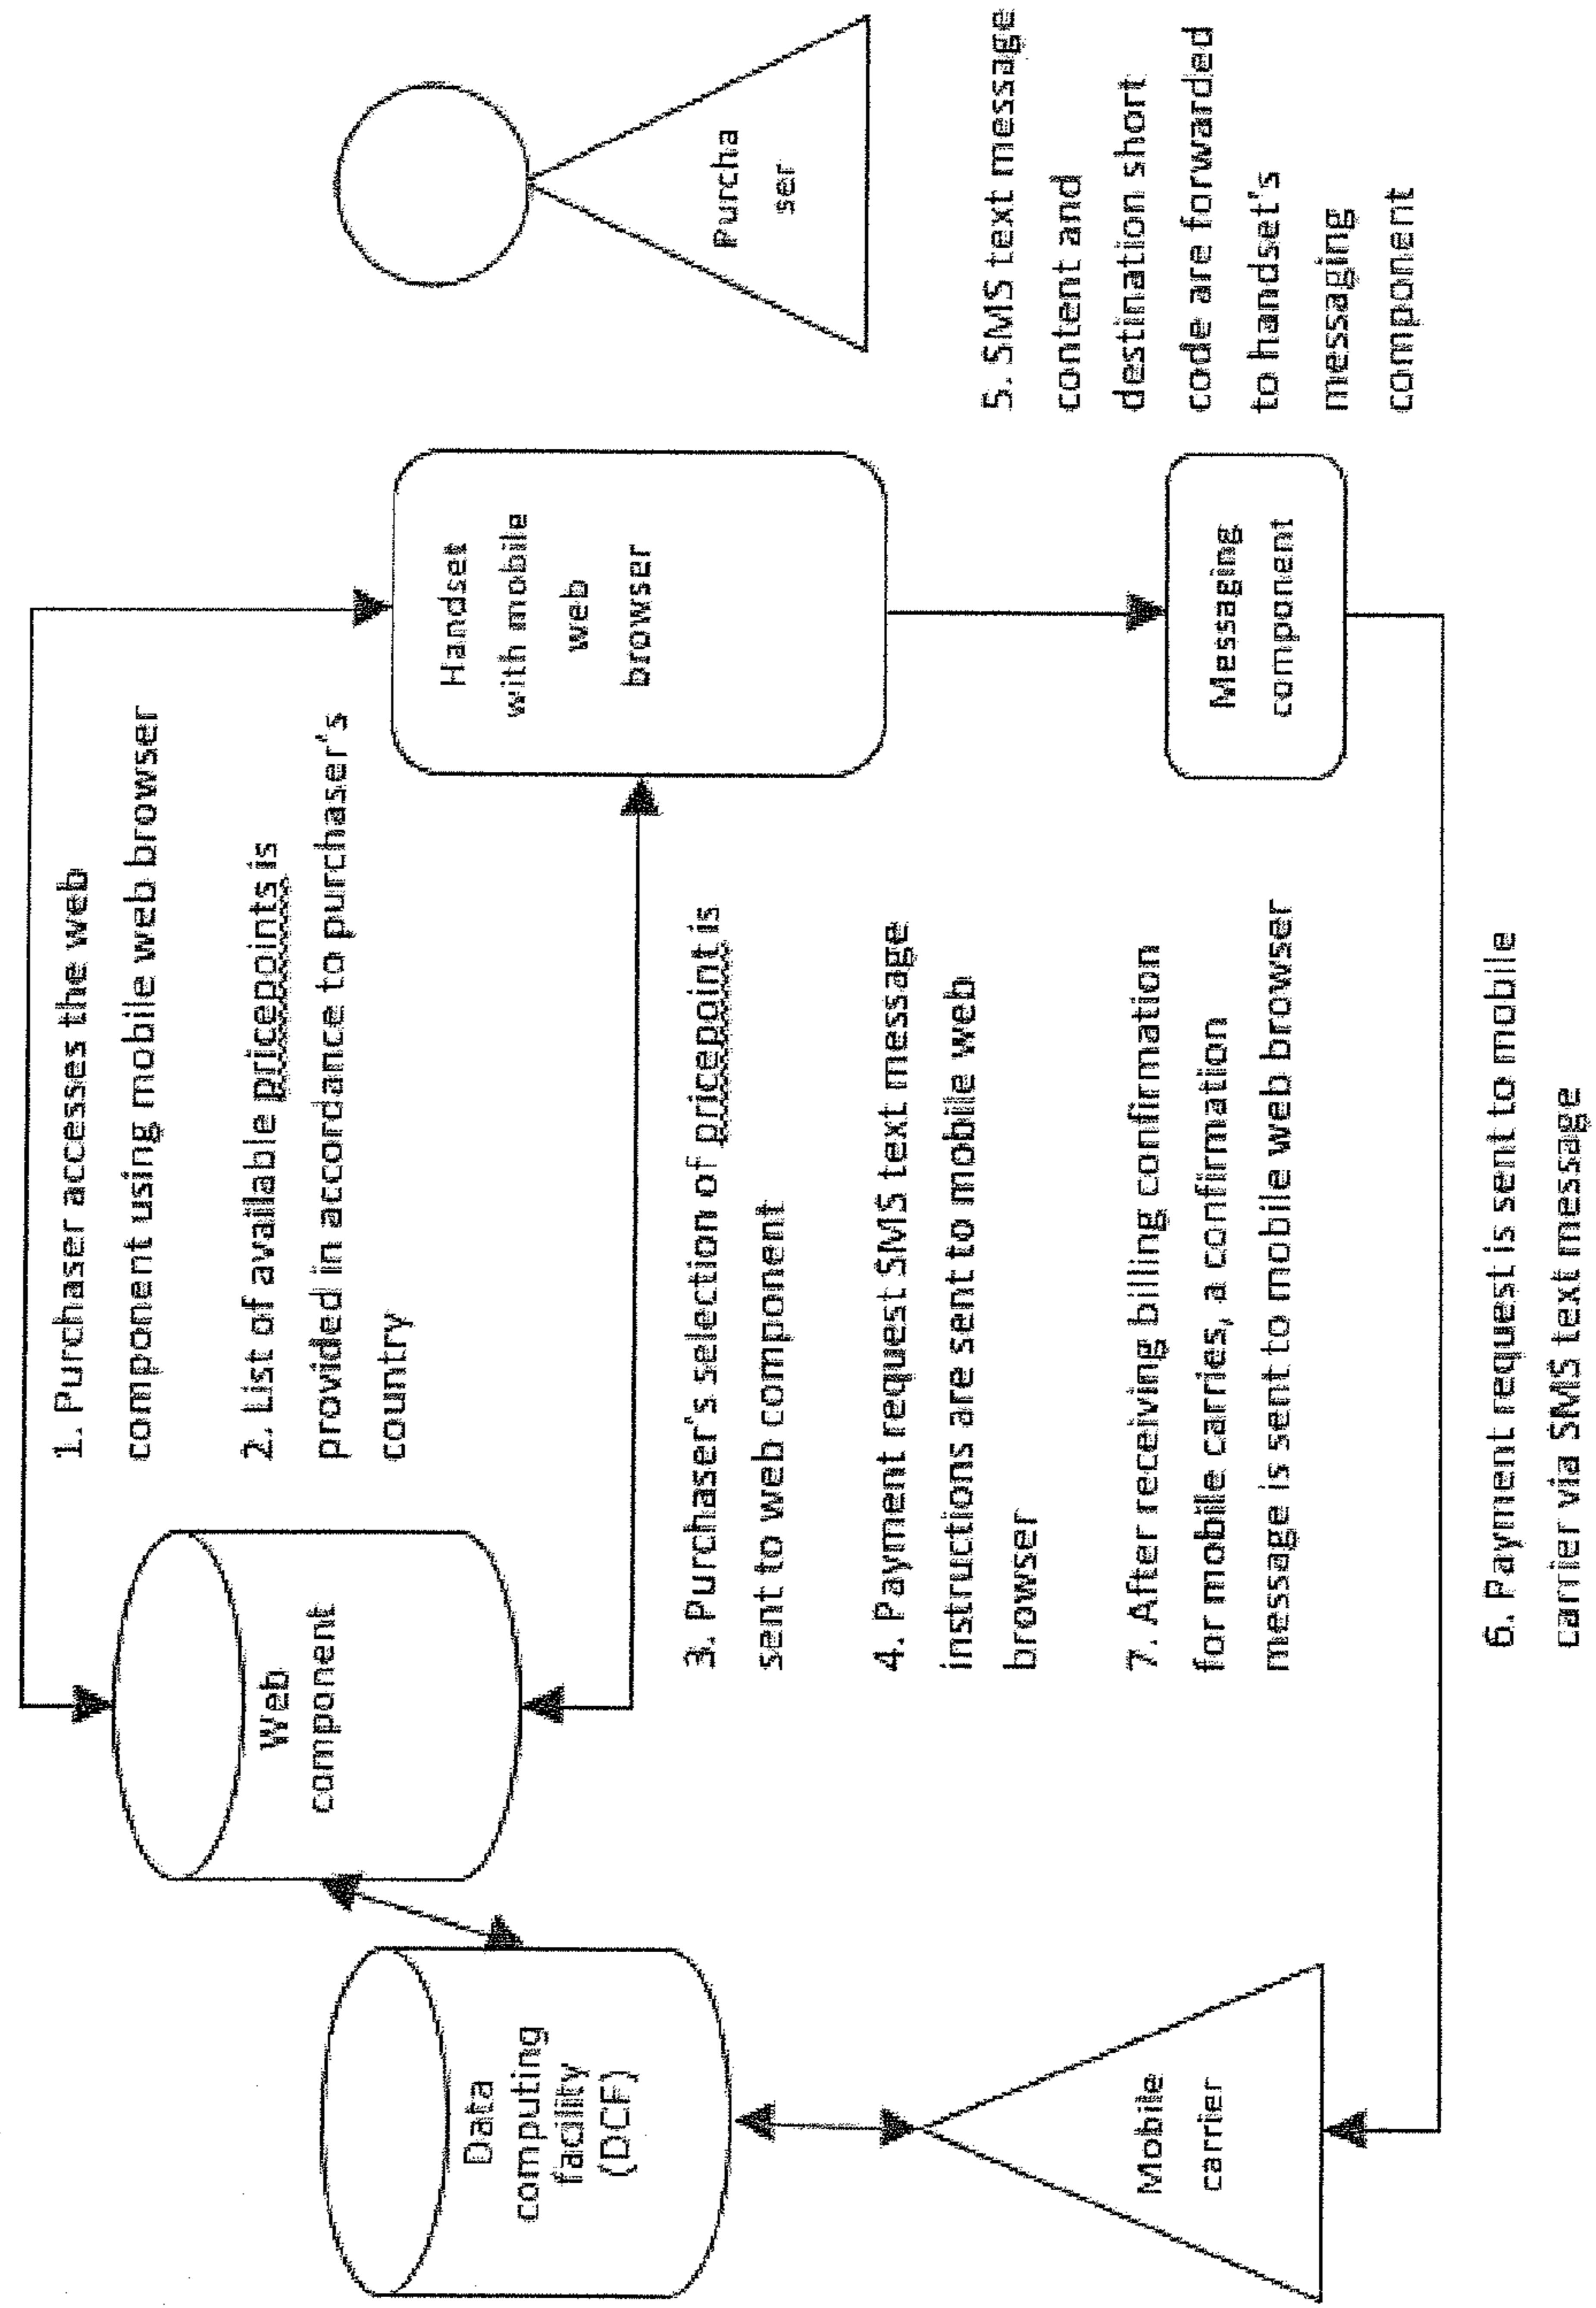 1. Purchaser accesses the web
component using mobile web browser
2. List of available pricepoints is
provided in accordance to purchaser's
country
Web
component
Data
computing
facility
(DCF)
Handset
with mobile
web
browser
Purcha
ser
3. Purchaser's selection of pricepoint is
sent to web component
4. Payment request SMS text message
instructions are sent to mobile web
browser
7. After receiving billing confirmation
for mobile carries, a confirmation
message is sent to mobile web browser
5. SMS text message
content and
destination short
code are forwarded
to handset's
messaging
component
Mobile
carrier
Messaging
component
6. Payment request is sent to mobile
carrier via SMS text message